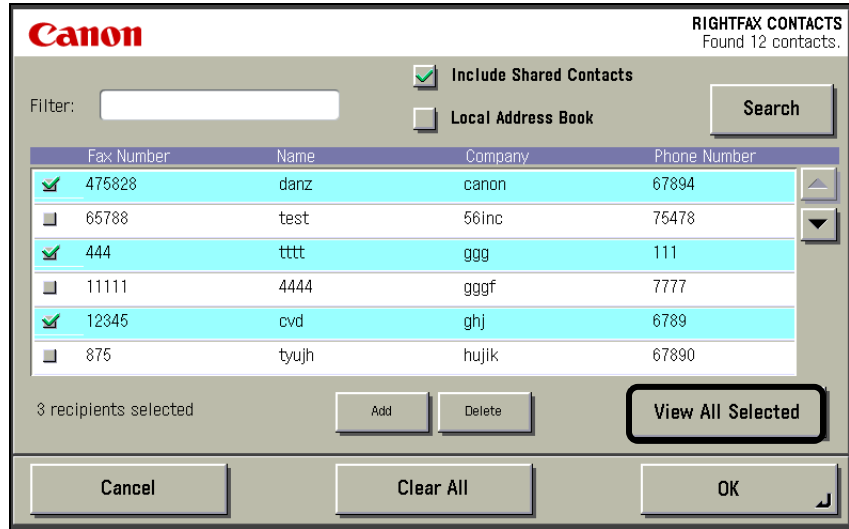 Canon
RIGHTFAX CONTACTS
Found 12 contacts.
Include Shared Contacts
Filter:
Local Address Book
Search
Fax Number Name Company Phone Number
475828 danz canon 67894
65788 test 56inc 75478
444 tttt ggg 111
11111 4444 gggf 7777
12345 cvd ghj 6789
875 tyujh hujik 67890
3 recipients selected Add Delete View All Selected
Cancel Clear All OK